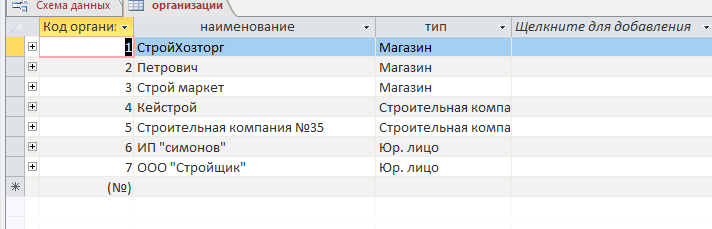 Схема данных организации
Код организ наименование тип Щелкните для добавления
1 СтройХозторг Магазин
2 Петрович Магазин
3 Строй маркет Магазин
4 Кейстрой Строительная компа
5 Строительная компания №35 Строительная компа
6 ИП "симонов" Юр. лицо
7 ООО "Стройщик" Юр. лицо
(№)